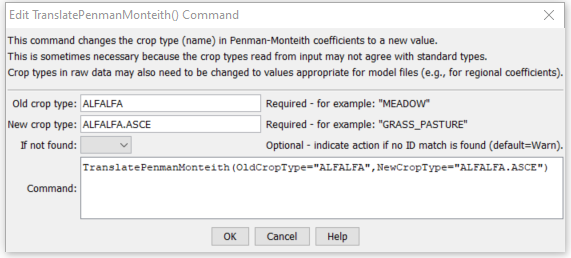 Edit TranslatePenmanMonteith() Command
This command changes the crop type (name) in Penman-Monteith coefficients to a new value.
This is sometimes necessary because the crop types read from input may not agree with standard types.
Crop types in raw data may also need to be changed to values appropriate for model files (e.g., for regional coefficients).
Old crop type: ALFALFA Required - for example: "MEADOW"
New crop type: ALFALFA.ASCE Required - for example: "GRASS_PASTURE"
If not found: Optional - indicate action if no ID match is found (default=Warn).
Command: TranslatePenmanMonteith(OldCropType="ALFALFA",NewCropType="ALFALFA.ASCE")
OK Cancel Help